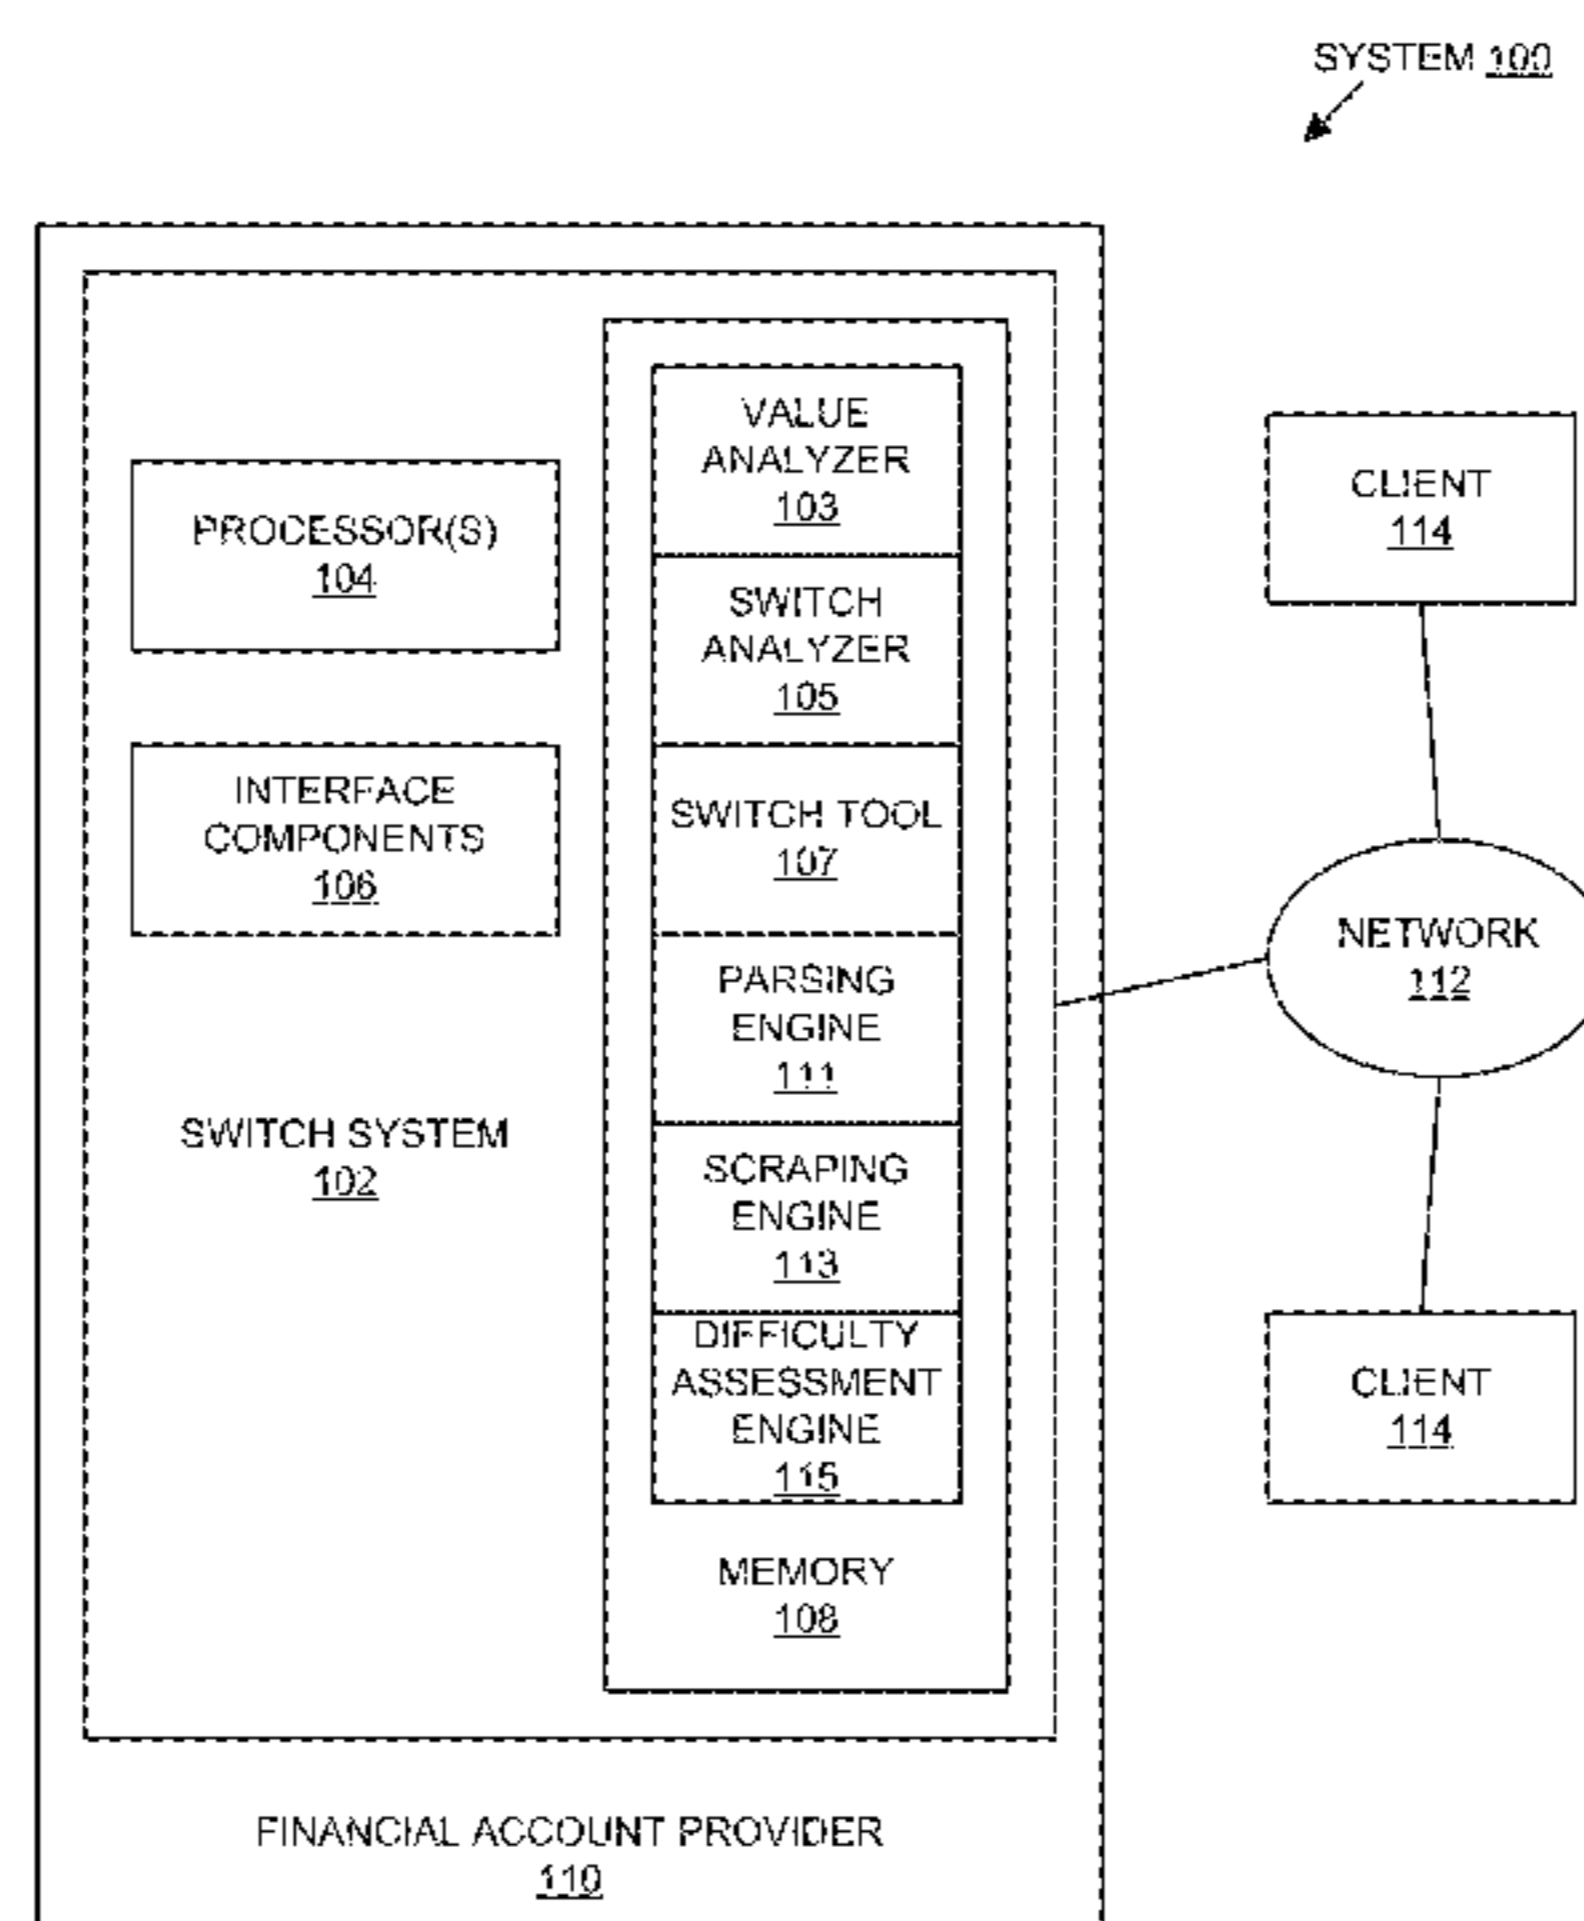 SYSTEM 100
VALUE
ANALYZER
103
PROCESSOR(S)
104
SWITCH
ANALYZER
105
INTERFACE
COMPONENTS
106
SWITCH TOOL
107
PARSING
ENGINE
111
SWITCH SYSTEM
102
SCRAPING
ENGINE
113
DIFFICULTY
ASSESSMENT
ENGINE
115
MEMORY
108
FINANCIAL ACCOUNT PROVIDER
110
CLIENT
114
NETWORK
112
CLIENT
114